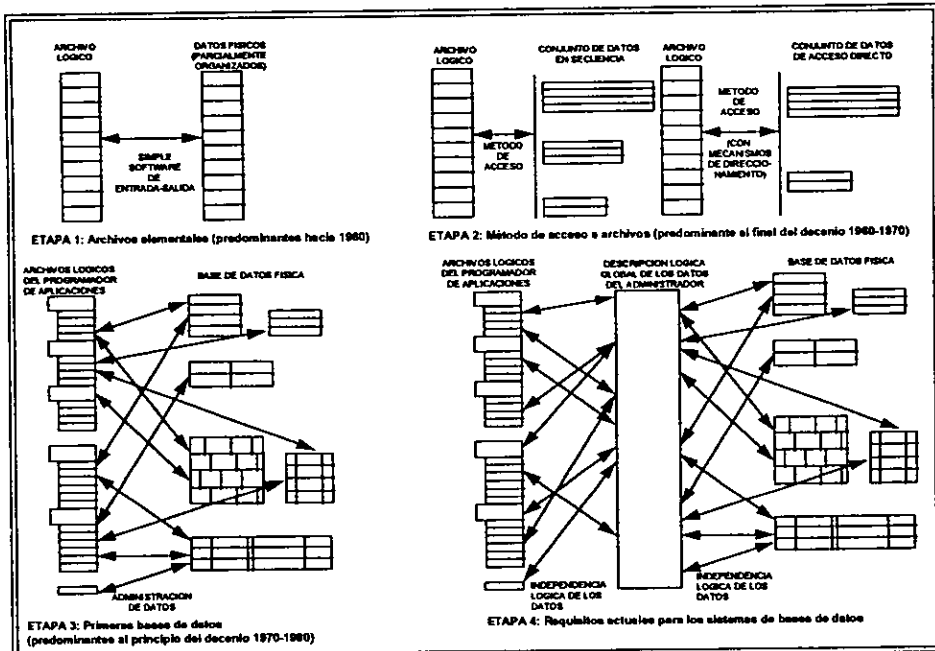 ARCHIVO
LOGICO
DATOS FISICOS
(PARCIALMENTE
ORGANIZADOS)
SIMPLE
SOFTWARE
DE
ENTRADA-SALIDA
ETAPA 1: Archivos elementales (predominantes hacia 1960)
ARCHIVO
LOGICO
CONJUNTO DE DATOS
EN SECUENCIA
METODO
DE
ACCESO
ARCHIVO
LOGICO
CONJUNTO DE DATOS
DE ACCESO DIRECTO
METODO
DE
ACCESO
(CON
MECANISMOS
DE DIRECCIO-
NAMIENTO)
ETAPA 2: Método de acceso a archivos (predominante al final del decenio 1960-1970)
ARCHIVOS LOGICOS
DEL PROGRAMADOR
DE APLICACIONES
BASE DE DATOS FISICA
ADMINISTRACION
DE DATOS
ETAPA 3: Primeras bases de datos
(predominantes al principio del decenio 1970-1980)
ARCHIVOS LOGICOS
DEL PROGRAMADOR
DE APLICACIONES
DESCRIPCION LOGICA
GLOBAL DE LOS DATOS
DEL ADMINISTRADOR
BASE DE DATOS FISICA
INDEPENDENCIA
LOGICA DE LOS
DATOS
INDEPENDENCIA
LOGICA DE LOS
DATOS
ETAPA 4: Requisitos actuales para los sistemas de bases de datos